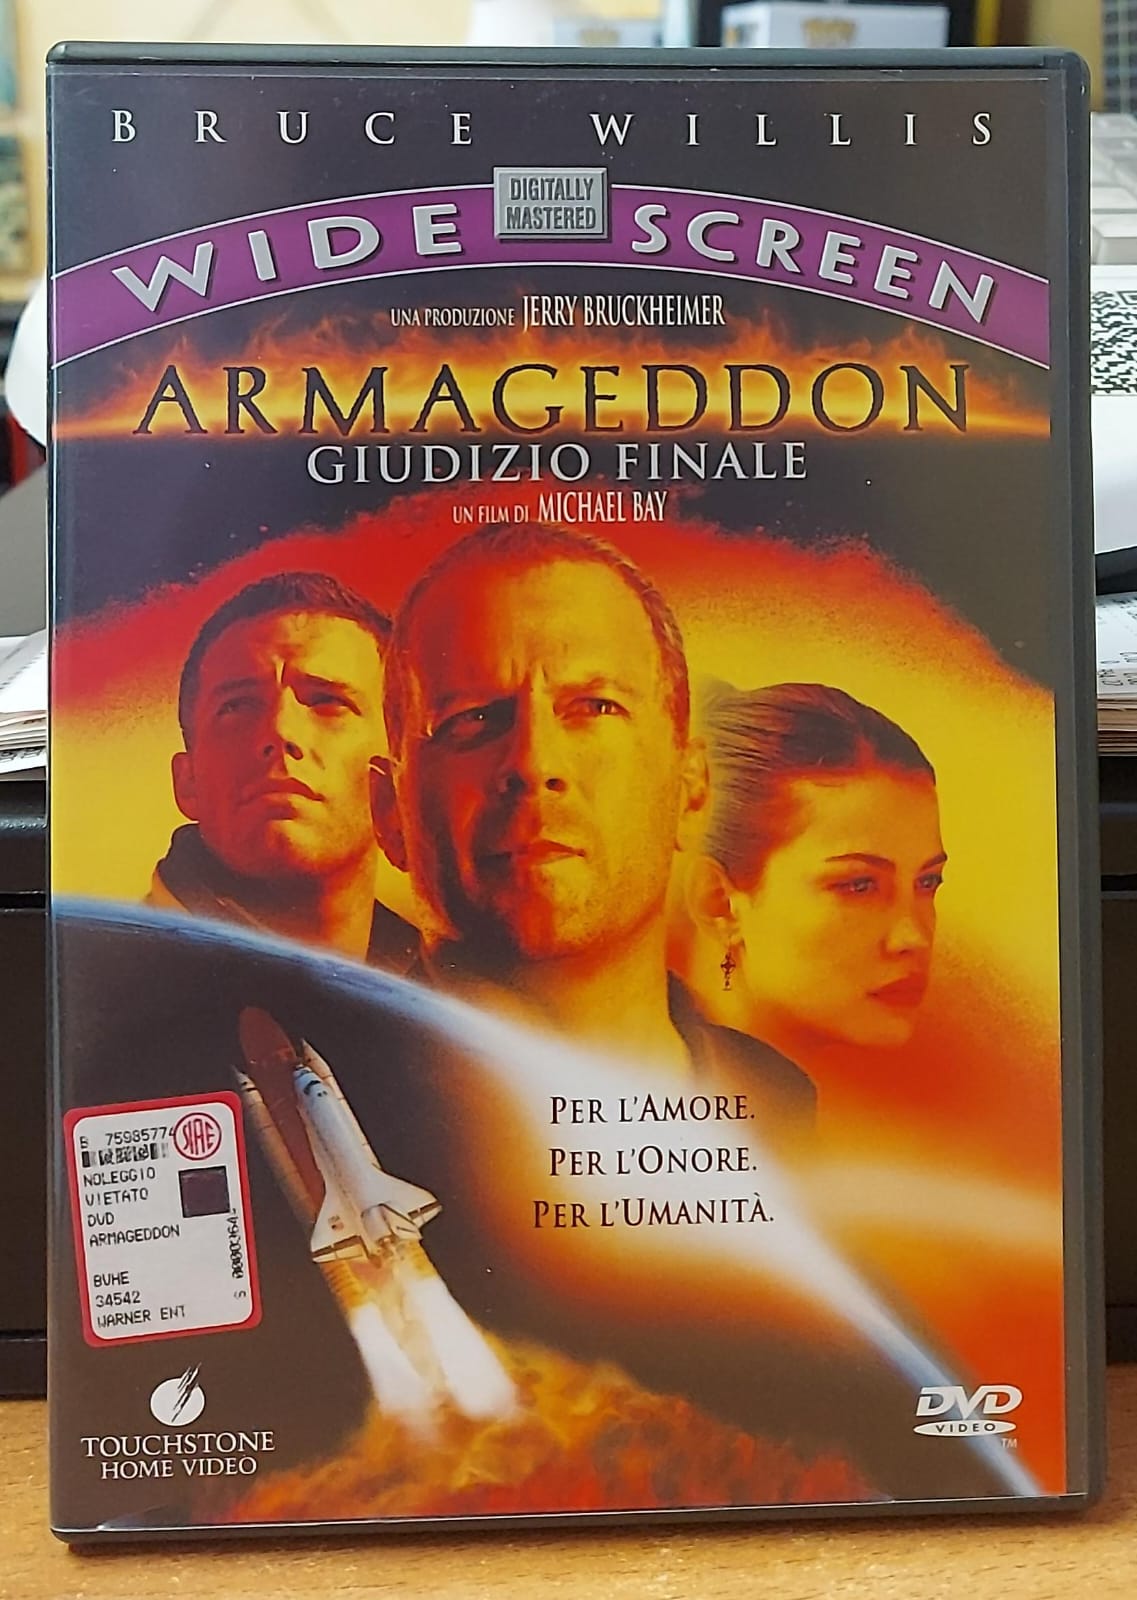 BRUCE WILLIS
DIGITALLY
MASTERED
WIDE SCREEN
UNA PRODUZIONE JERRY BRUCKHEIMER
ARMAGEDDON
GIUDIZIO FINALE
UN FILM DI MICHAEL BAY
PER L'AMORE.
PER L'ONORE.
PER L'UMANITÀ.
B 75985774
SIAE
NOLEGGIO
VIETATO
DVD
ARMAGEDDON
BUHE
34542
WARNER ENT
TOUCHSTONE
HOME VIDEO
DVD
VIDEO
TM